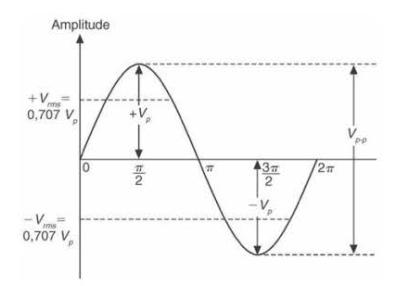 Amplitude
+V_rms=
0,707 V_p
+V_p
V_p-p
0
π/2
π
3π/2
2π
−V_p
−V_rms=
0,707 V_p